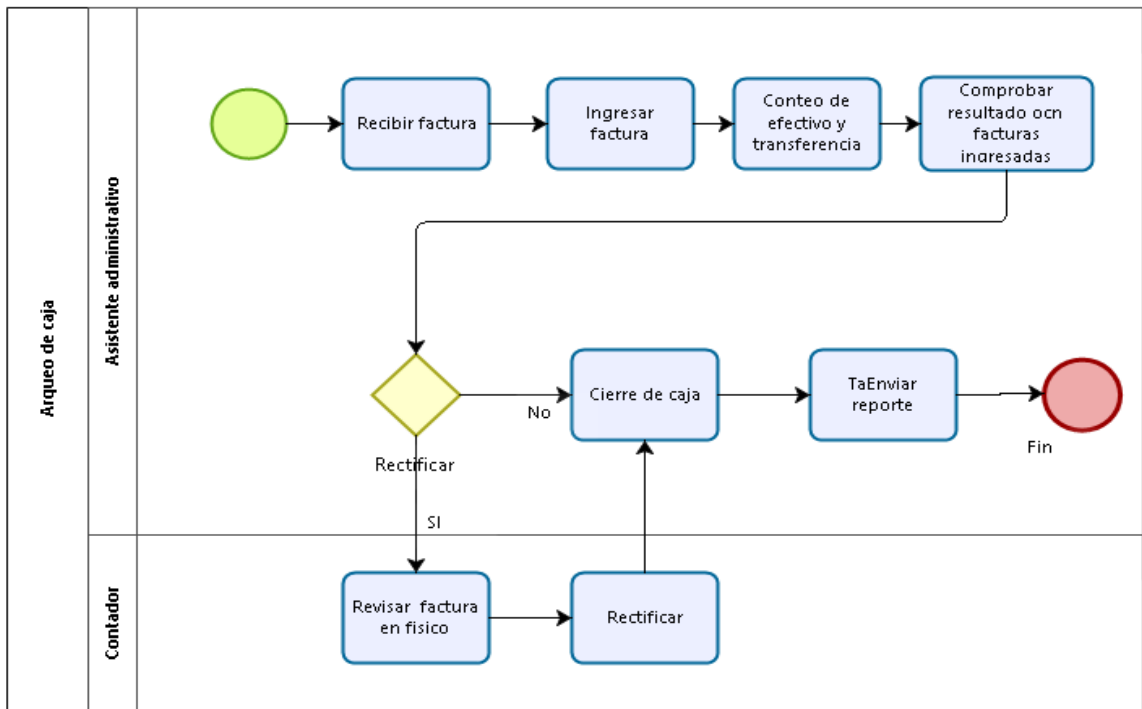 Arqueo de caja
Asistente administrativo
Recibir factura
Ingresar
factura
Conteo de
efectivo y
transferencia
Comprobar
resultado ocn
facturas
ingresadas
Rectificar
No
SI
Cierre de caja
TaEnviar
reporte
Fin
Contador
Revisar factura
en fisico
Rectificar